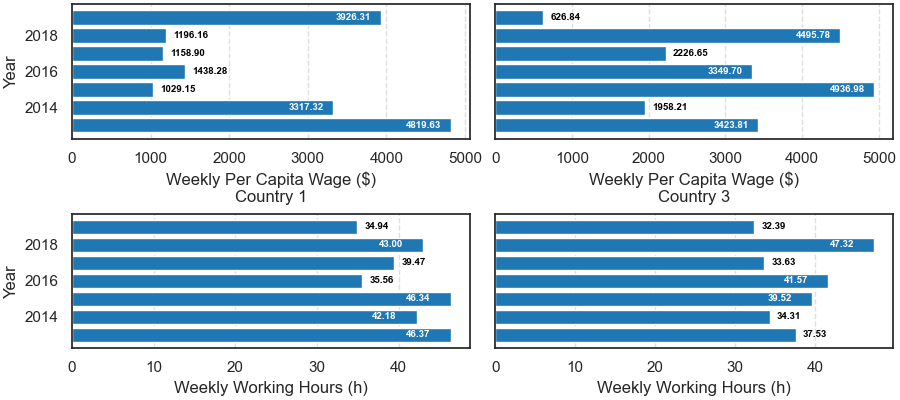 3926.31
2018
1196.16
1158.90
2016
1438.28
1029.15
2014
3317.32
4819.63
Year
0 1000 2000 3000 4000 5000
Weekly Per Capita Wage ($)
Country 1
626.84
4495.78
2226.65
3349.70
4936.98
1958.21
3423.81
0 1000 2000 3000 4000 5000
Weekly Per Capita Wage ($)
Country 3
34.94
2018
43.00
39.47
2016
35.56
46.34
2014
42.18
46.37
Year
0 10 20 30 40
Weekly Working Hours (h)
32.39
47.32
33.63
41.57
39.52
34.31
37.53
0 10 20 30 40
Weekly Working Hours (h)